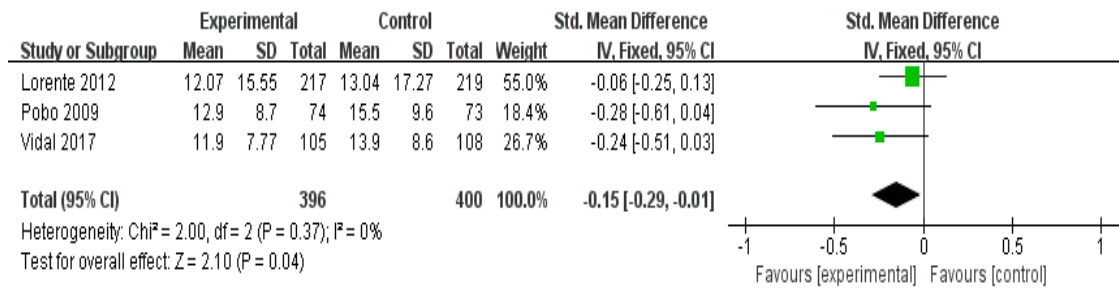 Experimental Control Std. Mean Difference Std. Mean Difference
Study or Subgroup Mean SD Total Mean SD Total Weight IV, Fixed, 95% CI IV, Fixed, 95% CI
Lorente 2012 12.07 15.55 217 13.04 17.27 219 55.0% -0.06 [-0.25, 0.13]
Pobo 2009 12.9 8.7 74 15.5 9.6 73 18.4% -0.28 [-0.61, 0.04]
Vidal 2017 11.9 7.77 105 13.9 8.6 108 26.7% -0.24 [-0.51, 0.03]
Total (95% CI) 396 400 100.0% -0.15 [-0.29, -0.01]
Heterogeneity: Chi² = 2.00, df = 2 (P = 0.37); I² = 0%
Test for overall effect: Z = 2.10 (P = 0.04)
-1 -0.5 0 0.5 1
Favours [experimental] Favours [control]